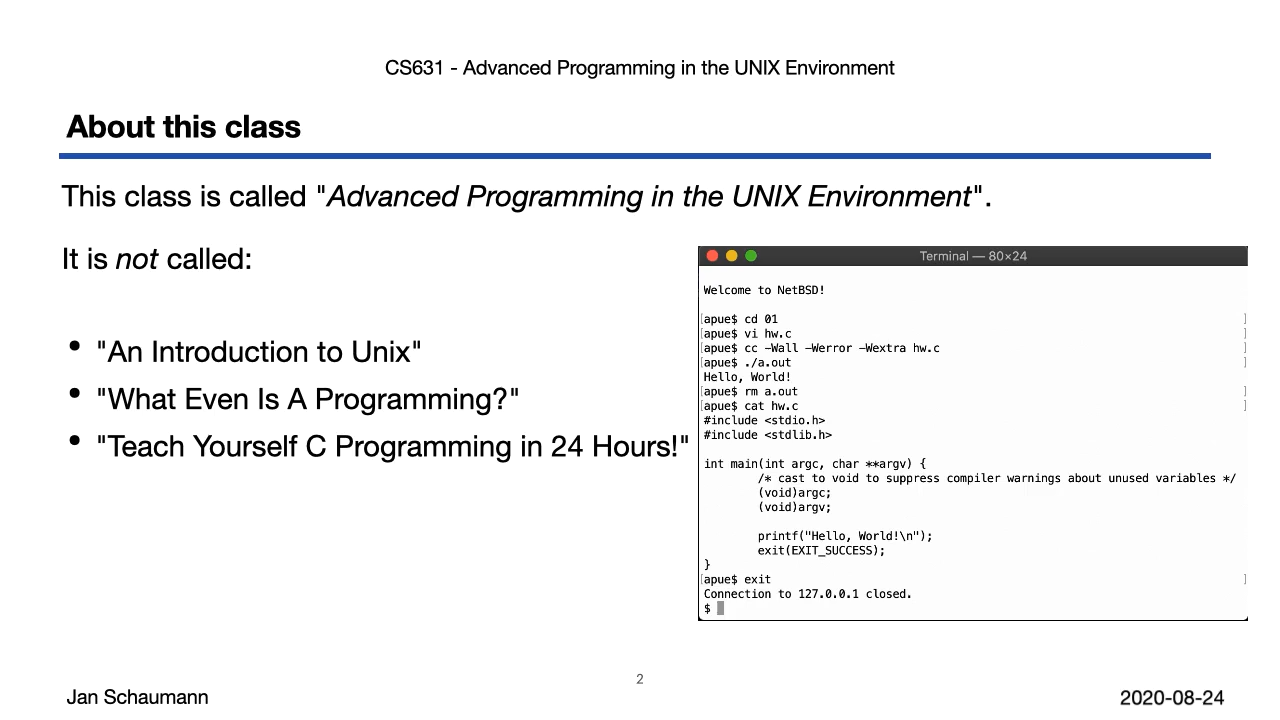 CS631 - Advanced Programming in the UNIX Environment
About this class
This class is called "Advanced Programming in the UNIX Environment".
It is not called:
• "An Introduction to Unix"
• "What Even Is A Programming?"
• "Teach Yourself C Programming in 24 Hours!"
Terminal — 80×24
Welcome to NetBSD!
[apue$ cd 01 ]
[apue$ vi hw.c ]
[apue$ cc -Wall -Werror -Wextra hw.c ]
[apue$ ./a.out ]
Hello, World!
[apue$ rm a.out ]
[apue$ cat hw.c ]
#include <stdio.h>
#include <stdlib.h>
int main(int argc, char **argv) {
        /* cast to void to suppress compiler warnings about unused variables */
        (void)argc;
        (void)argv;
        printf("Hello, World!\n");
        exit(EXIT_SUCCESS);
}
[apue$ exit ]
Connection to 127.0.0.1 closed.
$
2
Jan Schaumann
2020-08-24